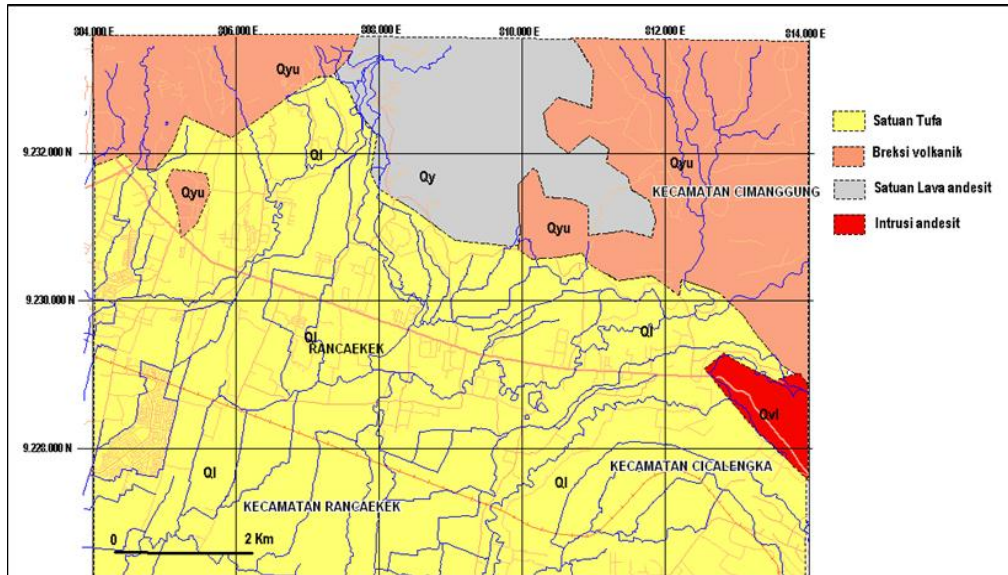 804.000 E
806.000 E
808.000 E
810.000 E
812.000 E
814.000 E
Qyu
Satuan Tufa
Breksi volkanik
Satuan Lava andesit
Intrusi andesit
9.232.000 N
Ql
Qy
Qyu
KECAMATAN CIMANGGUNG
Qyu
Qyu
9.230.000 N
Ql
Ql
RANCAEKEK
Qvi
9.228.000 N
Ql
Ql
KECAMATAN CICALENGKA
KECAMATAN RANCAEKEK
0
2 Km